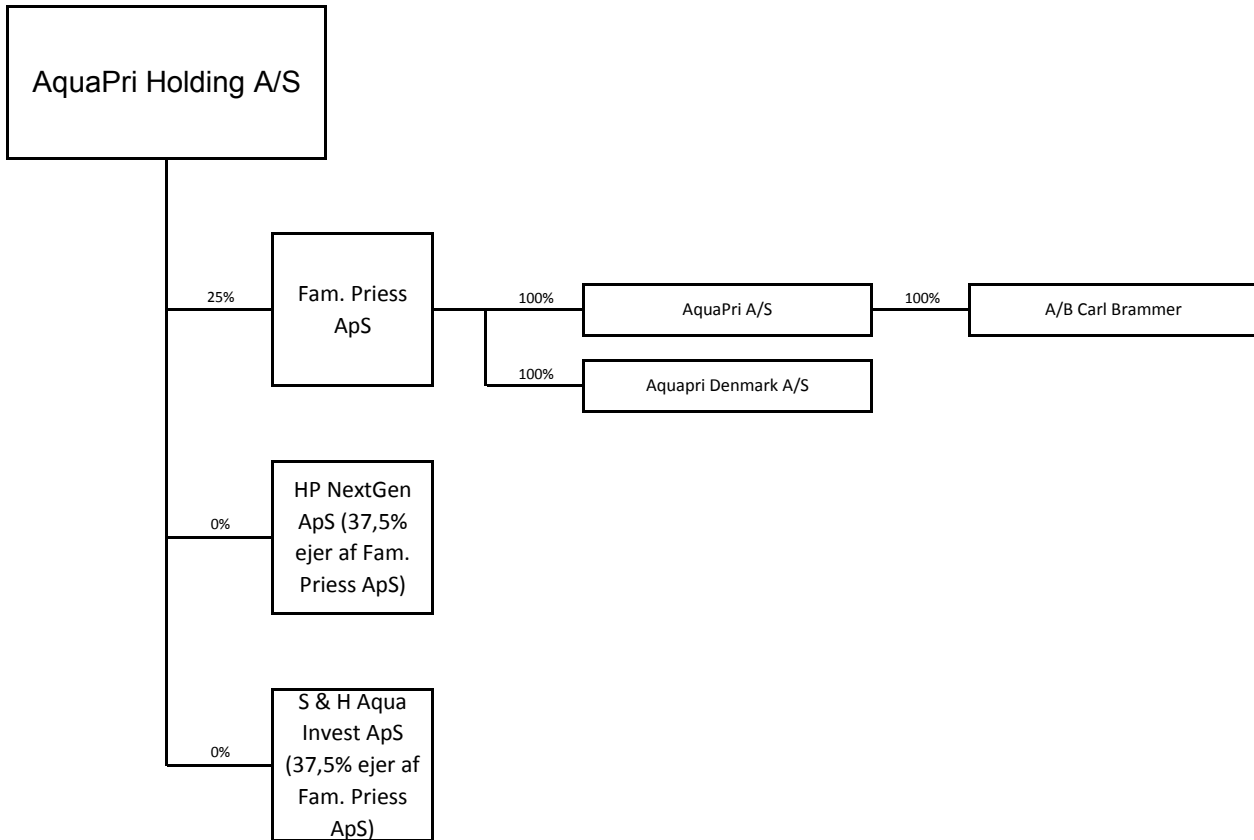 AquaPri Holding A/S
25%
Fam. Priess
ApS
100%
AquaPri A/S
100%
A/B Carl Brammer
100%
Aquapri Denmark A/S
0%
HP NextGen
ApS (37,5%
ejer af Fam.
Priess ApS)
0%
S & H Aqua
Invest ApS
(37,5% ejer af
Fam. Priess
ApS)